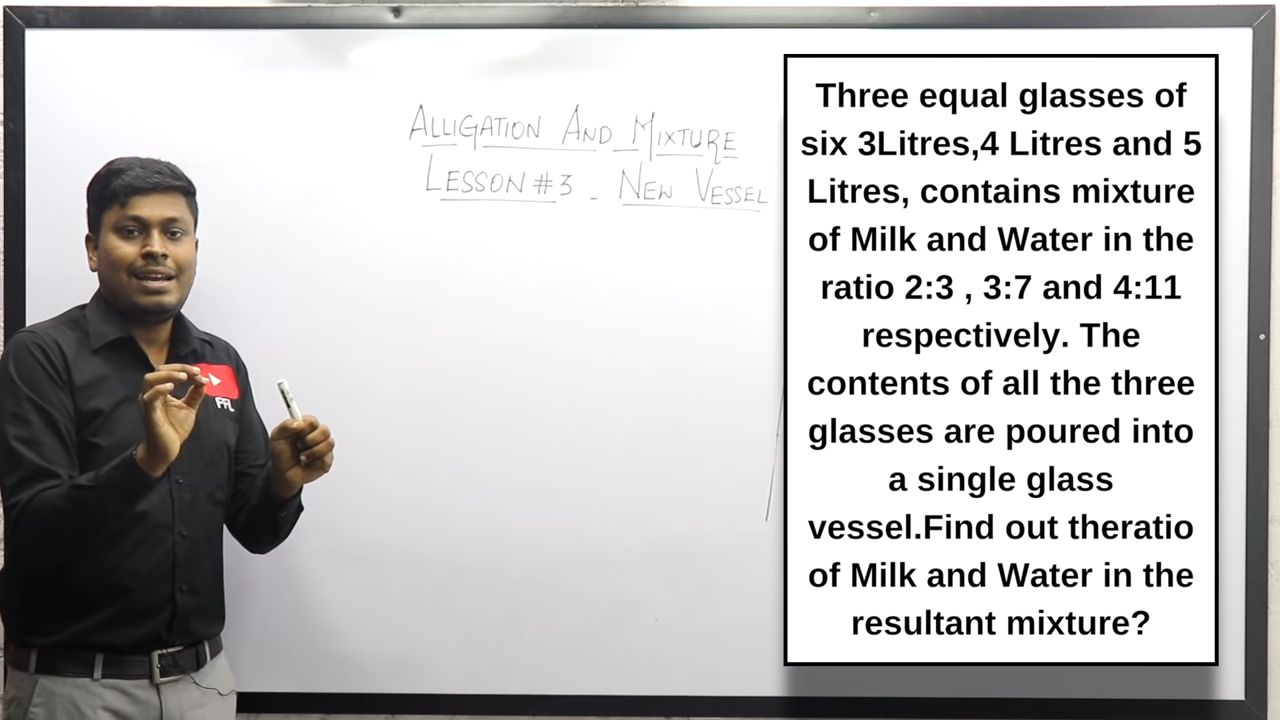 ALLIGATION AND MIXTURE
LESSON #3 - NEW VESSEL
Three equal glasses of
six 3Litres,4 Litres and 5
Litres, contains mixture
of Milk and Water in the
ratio 2:3 , 3:7 and 4:11
respectively. The
contents of all the three
glasses are poured into
a single glass
vessel.Find out theratio
of Milk and Water in the
resultant mixture?
FFL